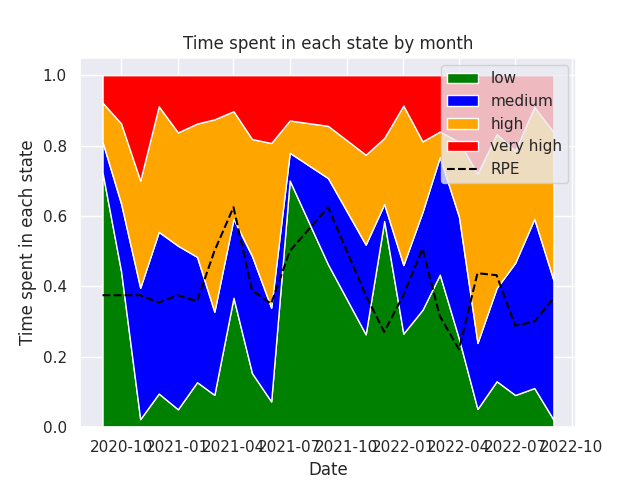 Time spent in each state by month
low
medium
high
very high
RPE
1.0
0.8
0.6
0.4
0.2
0.0
Time spent in each state
2020-10 2021-01 2021-04 2021-07 2021-10 2022-01 2022-04 2022-07 2022-10
Date